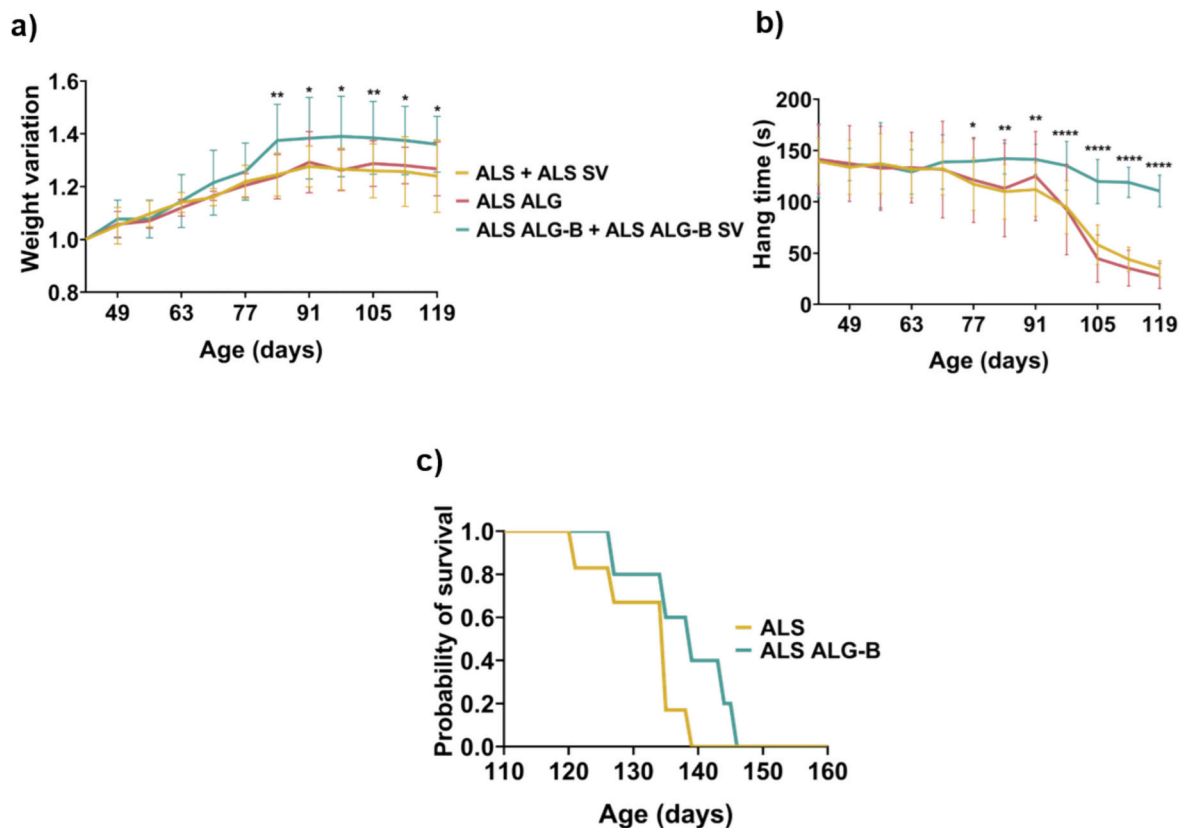 a)
Weight variation
1.6
1.4
1.2
1.0
0.8
** * * ** * *
49 63 77 91 105 119
Age (days)
ALS + ALS SV
ALS ALG
ALS ALG-B + ALS ALG-B SV
b)
Hang time (s)
200
150
100
50
0
* ** ** **** **** **** ****
49 63 77 91 105 119
Age (days)
c)
Probability of survival
1.0
0.8
0.6
0.4
0.2
0.0
110 120 130 140 150 160
Age (days)
ALS
ALS ALG-B